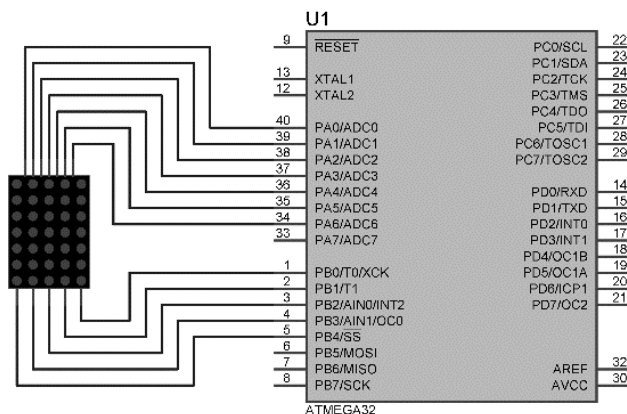 U1
9 RESET PC0/SCL 22
PC1/SDA 23
13 XTAL1 PC2/TCK 24
12 XTAL2 PC3/TMS 25
PC4/TDO 26
40 PA0/ADC0 PC5/TDI 27
39 PA1/ADC1 PC6/TOSC1 28
38 PA2/ADC2 PC7/TOSC2 29
37 PA3/ADC3
36 PA4/ADC4 PD0/RXD 14
35 PA5/ADC5 PD1/TXD 15
34 PA6/ADC6 PD2/INT0 16
33 PA7/ADC7 PD3/INT1 17
PD4/OC1B 18
1 PB0/T0/XCK PD5/OC1A 19
2 PB1/T1 PD6/ICP1 20
3 PB2/AIN0/INT2 PD7/OC2 21
4 PB3/AIN1/OC0
5 PB4/SS
6 PB5/MOSI
7 PB6/MISO AREF 32
8 PB7/SCK AVCC 30
ATMEGA32